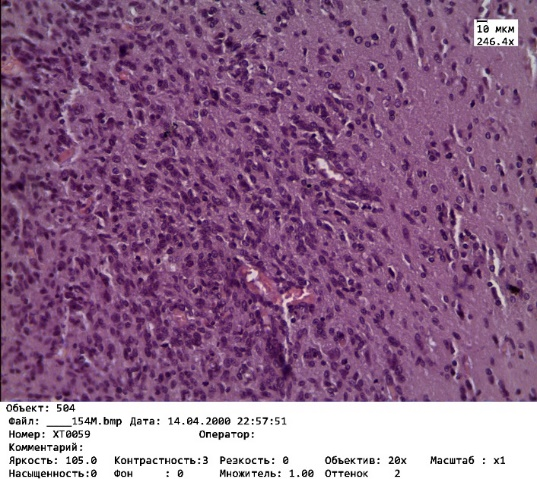 10 мкм
246.4x
Объект: 504
Файл: ____154M.bmp Дата: 14.04.2000 22:57:51
Номер: XT0059 Оператор:
Комментарий:
Яркость: 105.0 Контрастность:3 Резкость: 0 Объектив: 20x Масштаб : x1
Насыщенность:0 Фон : 0 Множитель: 1.00 Оттенок 2